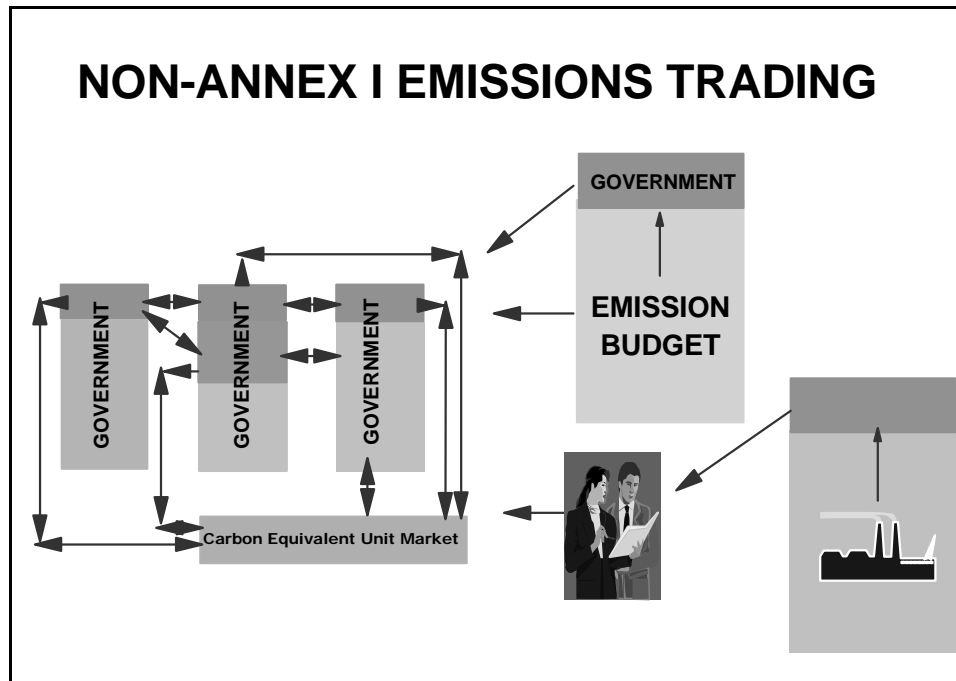 NON-ANNEX I EMISSIONS TRADING
GOVERNMENT
EMISSION
BUDGET
GOVERNMENT
GOVERNMENT
GOVERNMENT
Carbon Equivalent Unit Market